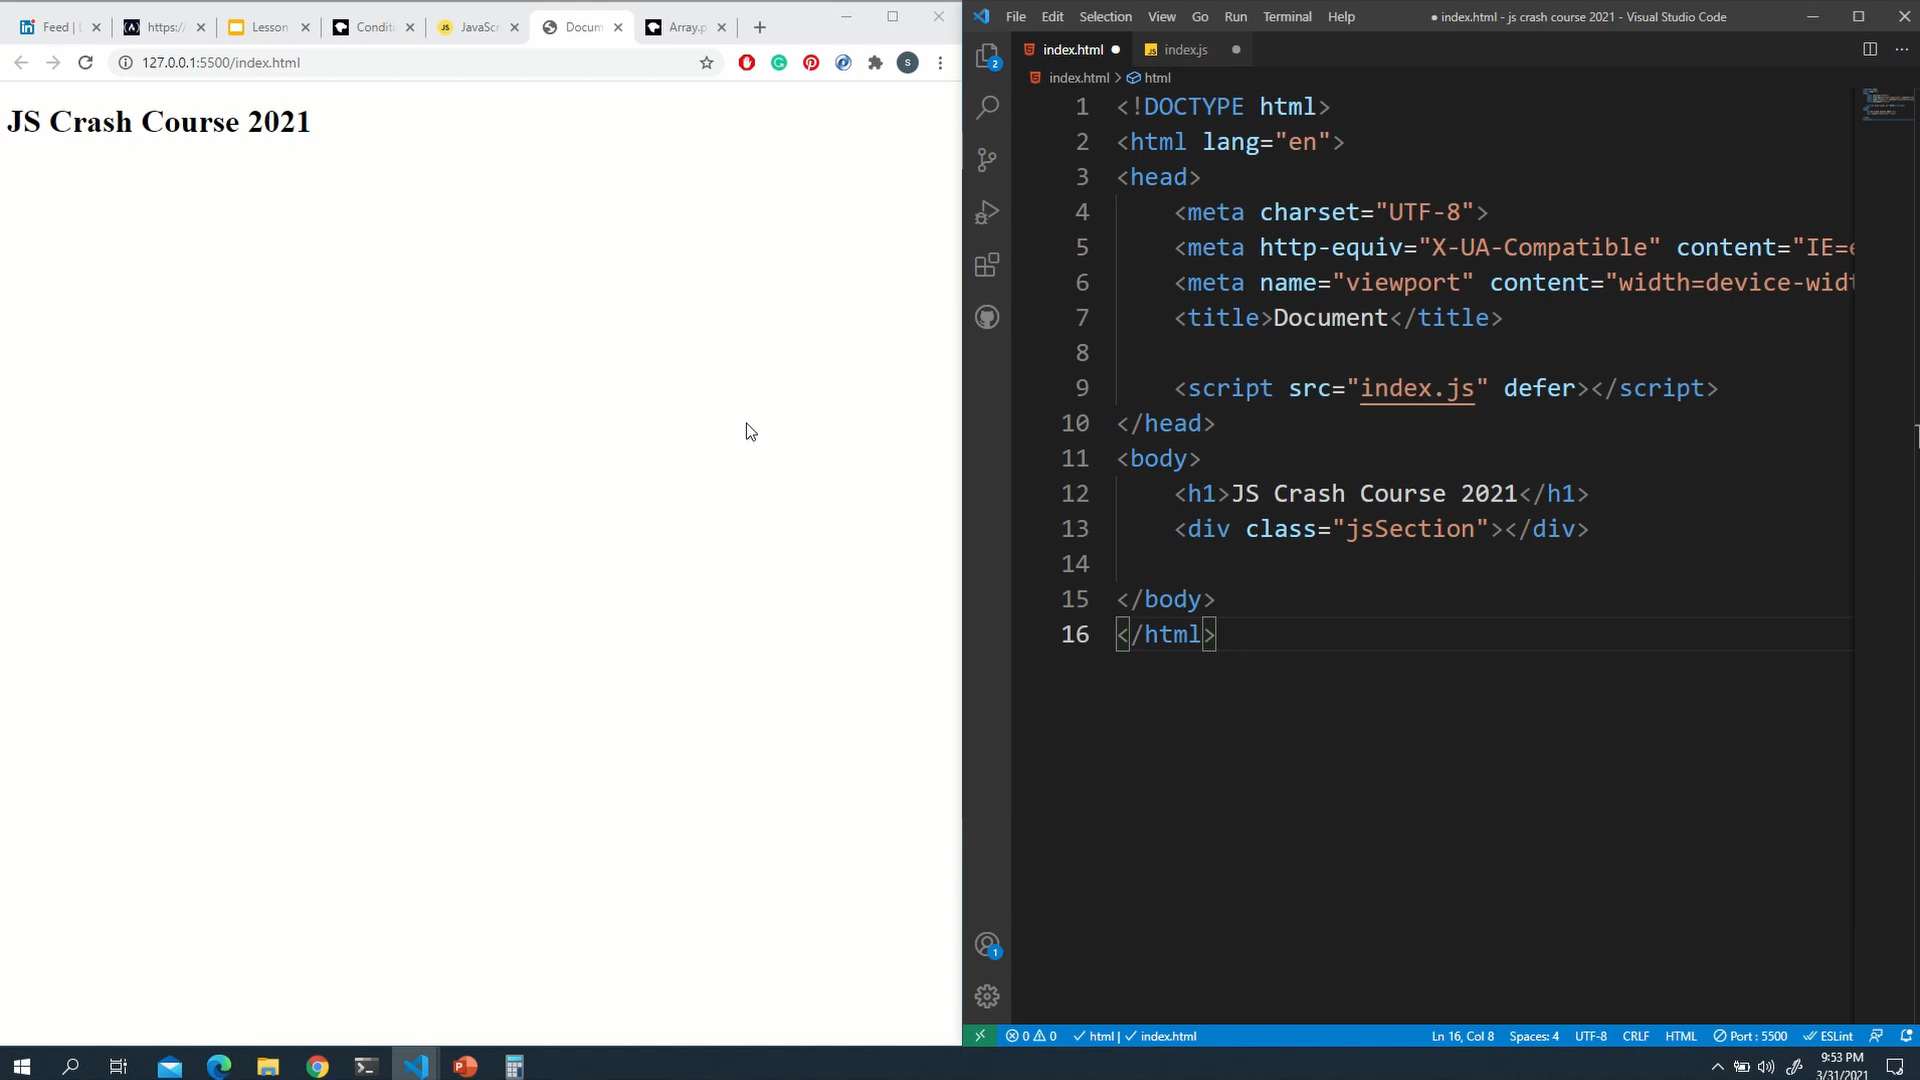 Feed |
https:/
Lesson
Conditi
JavaScr
Docum
Array.p
127.0.0.1:5500/index.html
S
JS Crash Course 2021
File Edit Selection View Go Run Terminal Help
● index.html - js crash course 2021 - Visual Studio Code
index.html ●
JS index.js ●
index.html > html
2
1 <!DOCTYPE html>
2 <html lang="en">
3 <head>
4 <meta charset="UTF-8">
5 <meta http-equiv="X-UA-Compatible" content="IE=e
6 <meta name="viewport" content="width=device-widt
7 <title>Document</title>
8
9 <script src="index.js" defer></script>
10 </head>
11 <body>
12 <h1>JS Crash Course 2021</h1>
13 <div class="jsSection"></div>
14
15 </body>
16 </html>
1
0 0 html | index.html Ln 16, Col 8 Spaces: 4 UTF-8 CRLF HTML Port : 5500 ESLint
9:53 PM
3/31/2021